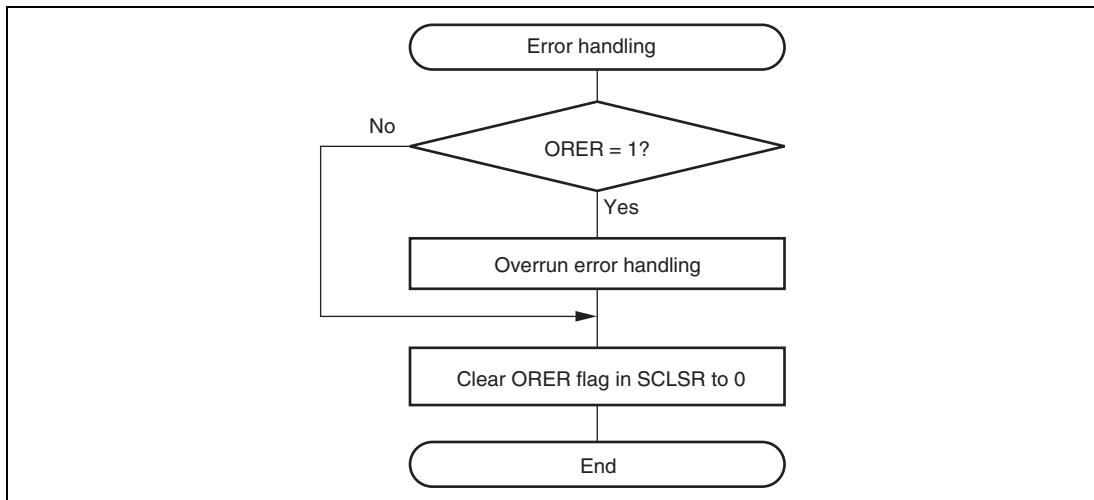 Error handling
No
ORER = 1?
Yes
Overrun error handling
Clear ORER flag in SCLSR to 0
End